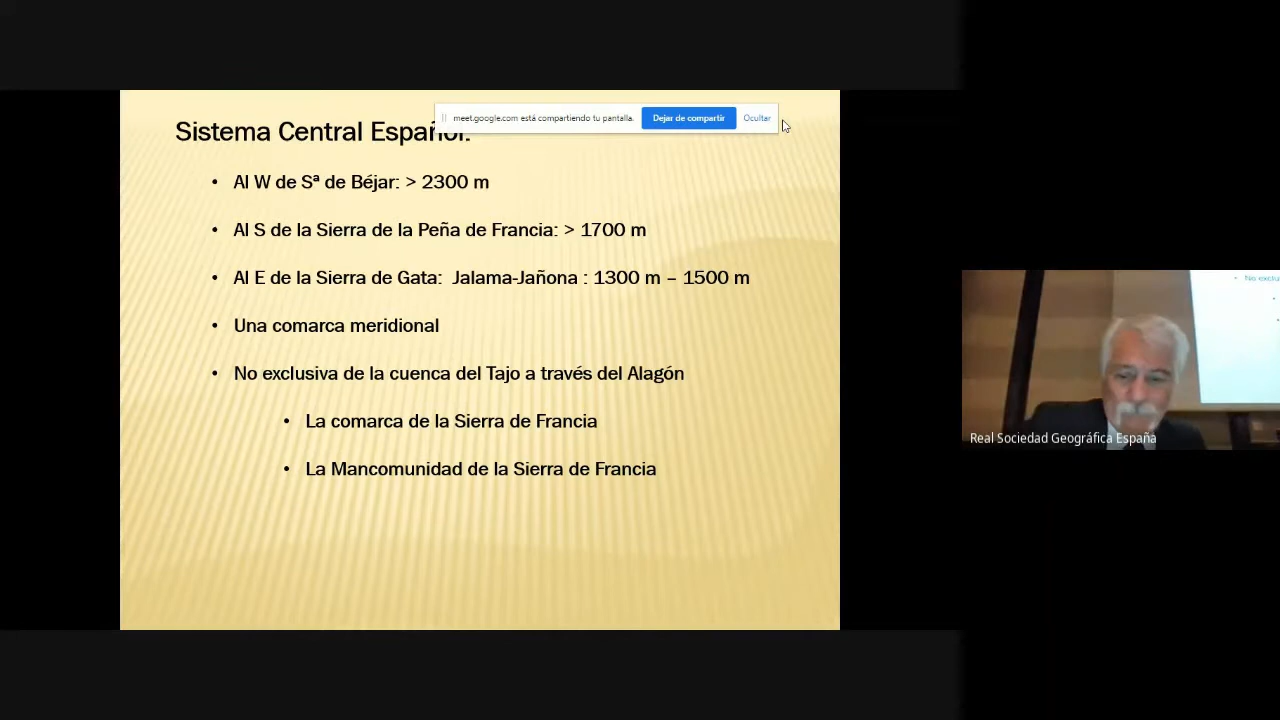 meet.google.com está compartiendo tu pantalla.
Dejar de compartir
Ocultar
Sistema Central Español:
• Al W de Sª de Béjar: > 2300 m
• Al S de la Sierra de la Peña de Francia: > 1700 m
• Al E de la Sierra de Gata: Jalama-Jañona : 1300 m – 1500 m
• Una comarca meridional
• No exclusiva de la cuenca del Tajo a través del Alagón
• La comarca de la Sierra de Francia
• La Mancomunidad de la Sierra de Francia
Real Sociedad Geográfica España